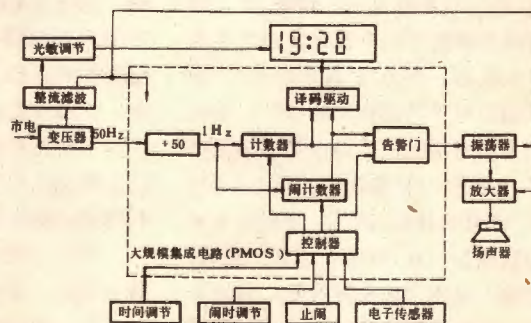 19:28
光敏调节
整流滤波
译码驱动
市电
变压器
50Hz
÷50
1Hz
计数器
告警门
振荡器
闹计数器
放大器
控制器
扬声器
大规模集成电路(PMOS)
时间调节
闹时调节
止闹
电子传感器